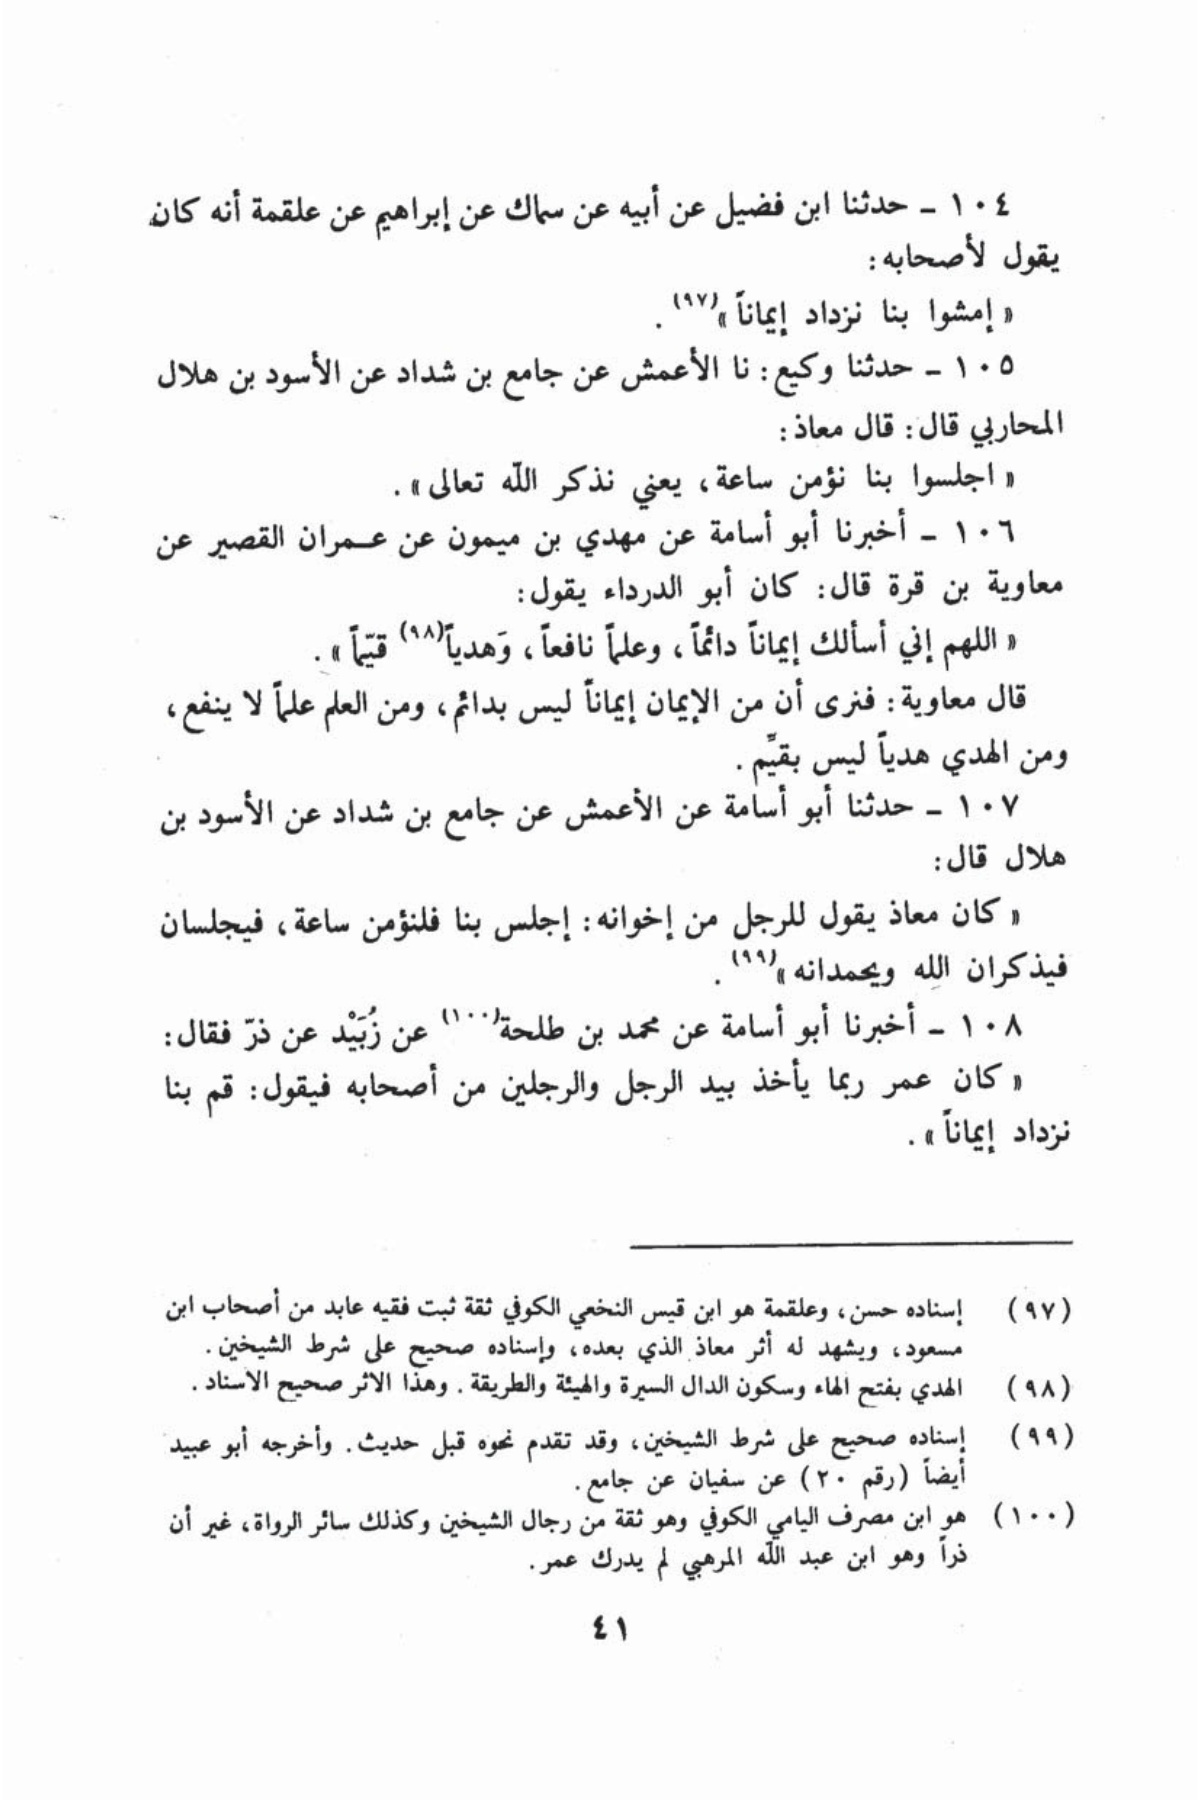 ١٠٤ ـ حدثنا ابن فضيل عن أبيه عن سماك عن إبراهيم عن علقمة أنه كان
يقول لأصحابه:
« إمشوا بنا نزداد إيماناً »(٩٧) .
١٠٥ ـ حدثنا وكيع: نا الأعمش عن جامع بن شداد عن الأسود بن هلال
المحاربي قال: قال معاذ:
« اجلسوا بنا نؤمن ساعة، يعني نذكر الله تعالى ».
١٠٦ ـ أخبرنا أبو أسامة عن مهدي بن ميمون عن عـمران القصير عن
معاوية بن قرة قال: كان أبو الدرداء يقول:
« اللهم إني أسألك إيماناً دائماً، وعلماً نافعاً، وَهدياً(٩٨) قيّماً ».
قال معاوية: فنرى أن من الإيمان إيماناً ليس بدائم، ومن العلم علماً لا ينفع،
ومن الهدي هدياً ليس بقيِّم.
١٠٧ ـ حدثنا أبو أسامة عن الأعمش عن جامع بن شداد عن الأسود بن
هلال قال:
« كان معاذ يقول للرجل من إخوانه: إجلس بنا فلنؤمن ساعة، فيجلسان
فيذكران الله ويحمدانه »(٩٩) .
١٠٨ ـ أخبرنا أبو أسامة عن محمد بن طلحة(١٠٠) عن زُبَيْد عن ذرّ فقال:
« كان عمر ربما يأخذ بيد الرجل والرجلين من أصحابه فيقول: قم بنا
نزداد إيماناً ».
(٩٧) إسناده حسن، وعلقمة هو ابن قيس النخعي الكوفي ثقة ثبت فقيه عابد من أصحاب ابن
مسعود، ويشهد له أثر معاذ الذي بعده، وإسناده صحيح على شرط الشيخين.
(٩٨) الهدي بفتح الهاء وسكون الدال السيرة والهيئة والطريقة. وهذا الاثر صحيح الاسناد.
(٩٩) إسناده صحيح على شرط الشيخين، وقد تقدم نحوه قبل حديث. وأخرجه أبو عبيد
أيضاً (رقم ٢٠) عن سفيان عن جامع.
(١٠٠) هو ابن مصرف اليامي الكوفي وهو ثقة من رجال الشيخين وكذلك سائر الرواة، غير أن
ذراً وهو ابن عبد الله المرهبي لم يدرك عمر.
٤١